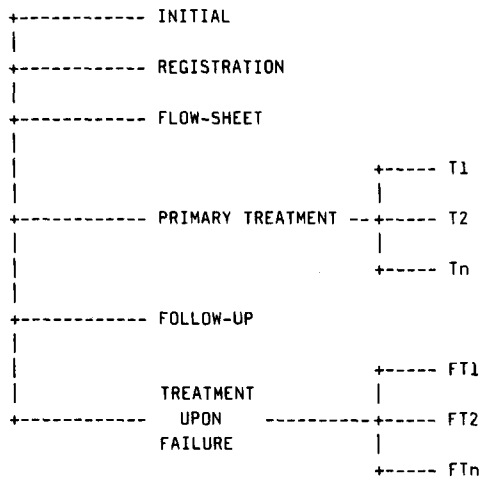 INITIAL
REGISTRATION
FLOW-SHEET
T1
PRIMARY TREATMENT
T2
Tn
FOLLOW-UP
FT1
TREATMENT
UPON
FT2
FAILURE
FTn